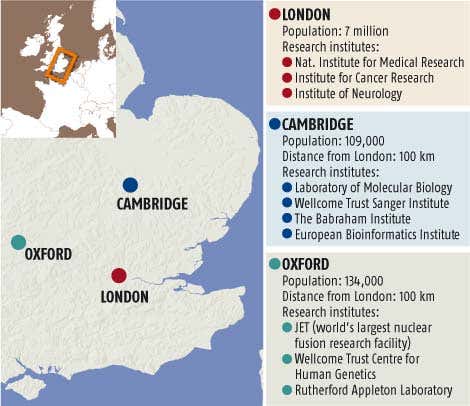 CAMBRIDGE
OXFORD
LONDON
LONDON
Population: 7 million
Research institutes:
Nat. Institute for Medical Research
Institute for Cancer Research
Institute of Neurology
CAMBRIDGE
Population: 109,000
Distance from London: 100 km
Research institutes:
Laboratory of Molecular Biology
Wellcome Trust Sanger Institute
The Babraham Institute
European Bioinformatics Institute
OXFORD
Population: 134,000
Distance from London: 100 km
Research institutes:
JET (world's largest nuclear
fusion research facility)
Wellcome Trust Centre for
Human Genetics
Rutherford Appleton Laboratory